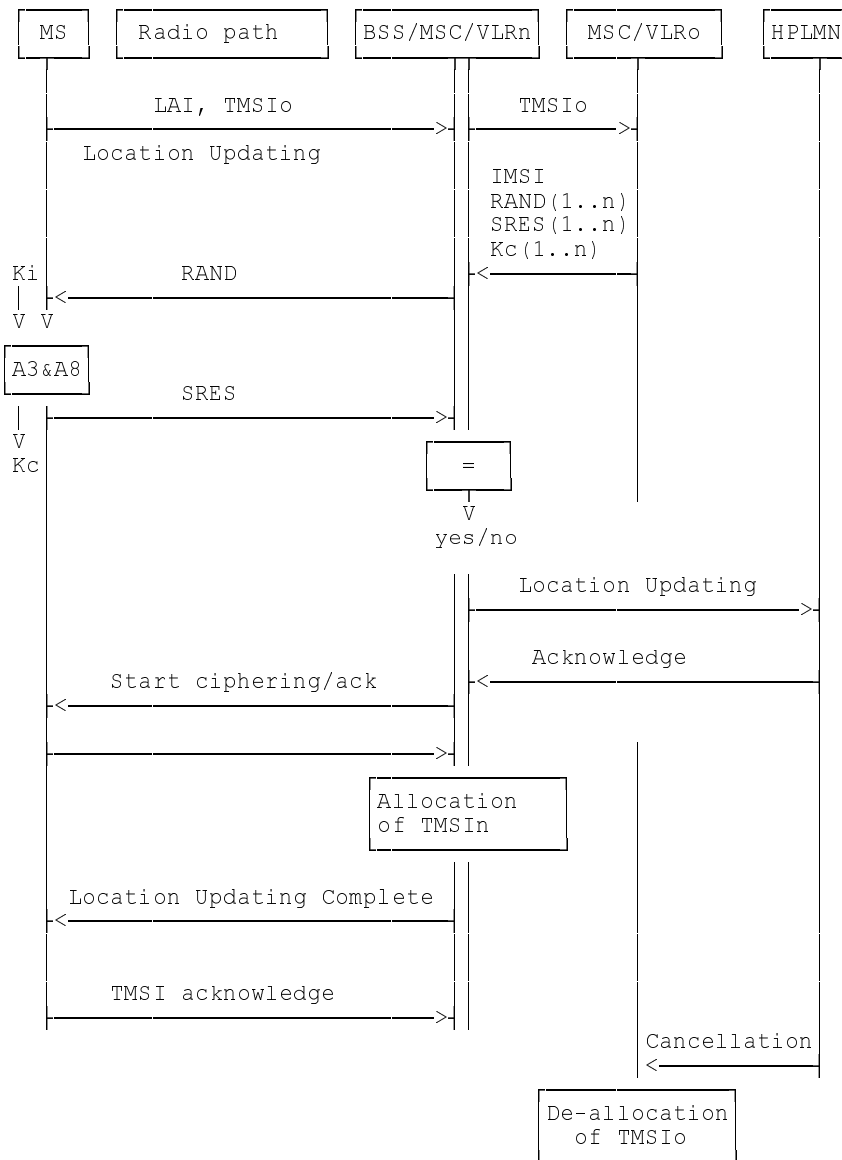 MS Radio path BSS/MSC/VLRn MSC/VLRo HPLMN
LAI, TMSIo TMSIo
Location Updating
IMSI
RAND(1..n)
SRES(1..n)
Kc(1..n)
Ki RAND
V V
A3&A8
SRES
V
Kc =
V
yes/no
Location Updating
Acknowledge
Start ciphering/ack
Allocation
of TMSIn
Location Updating Complete
TMSI acknowledge
Cancellation
De-allocation
of TMSIo